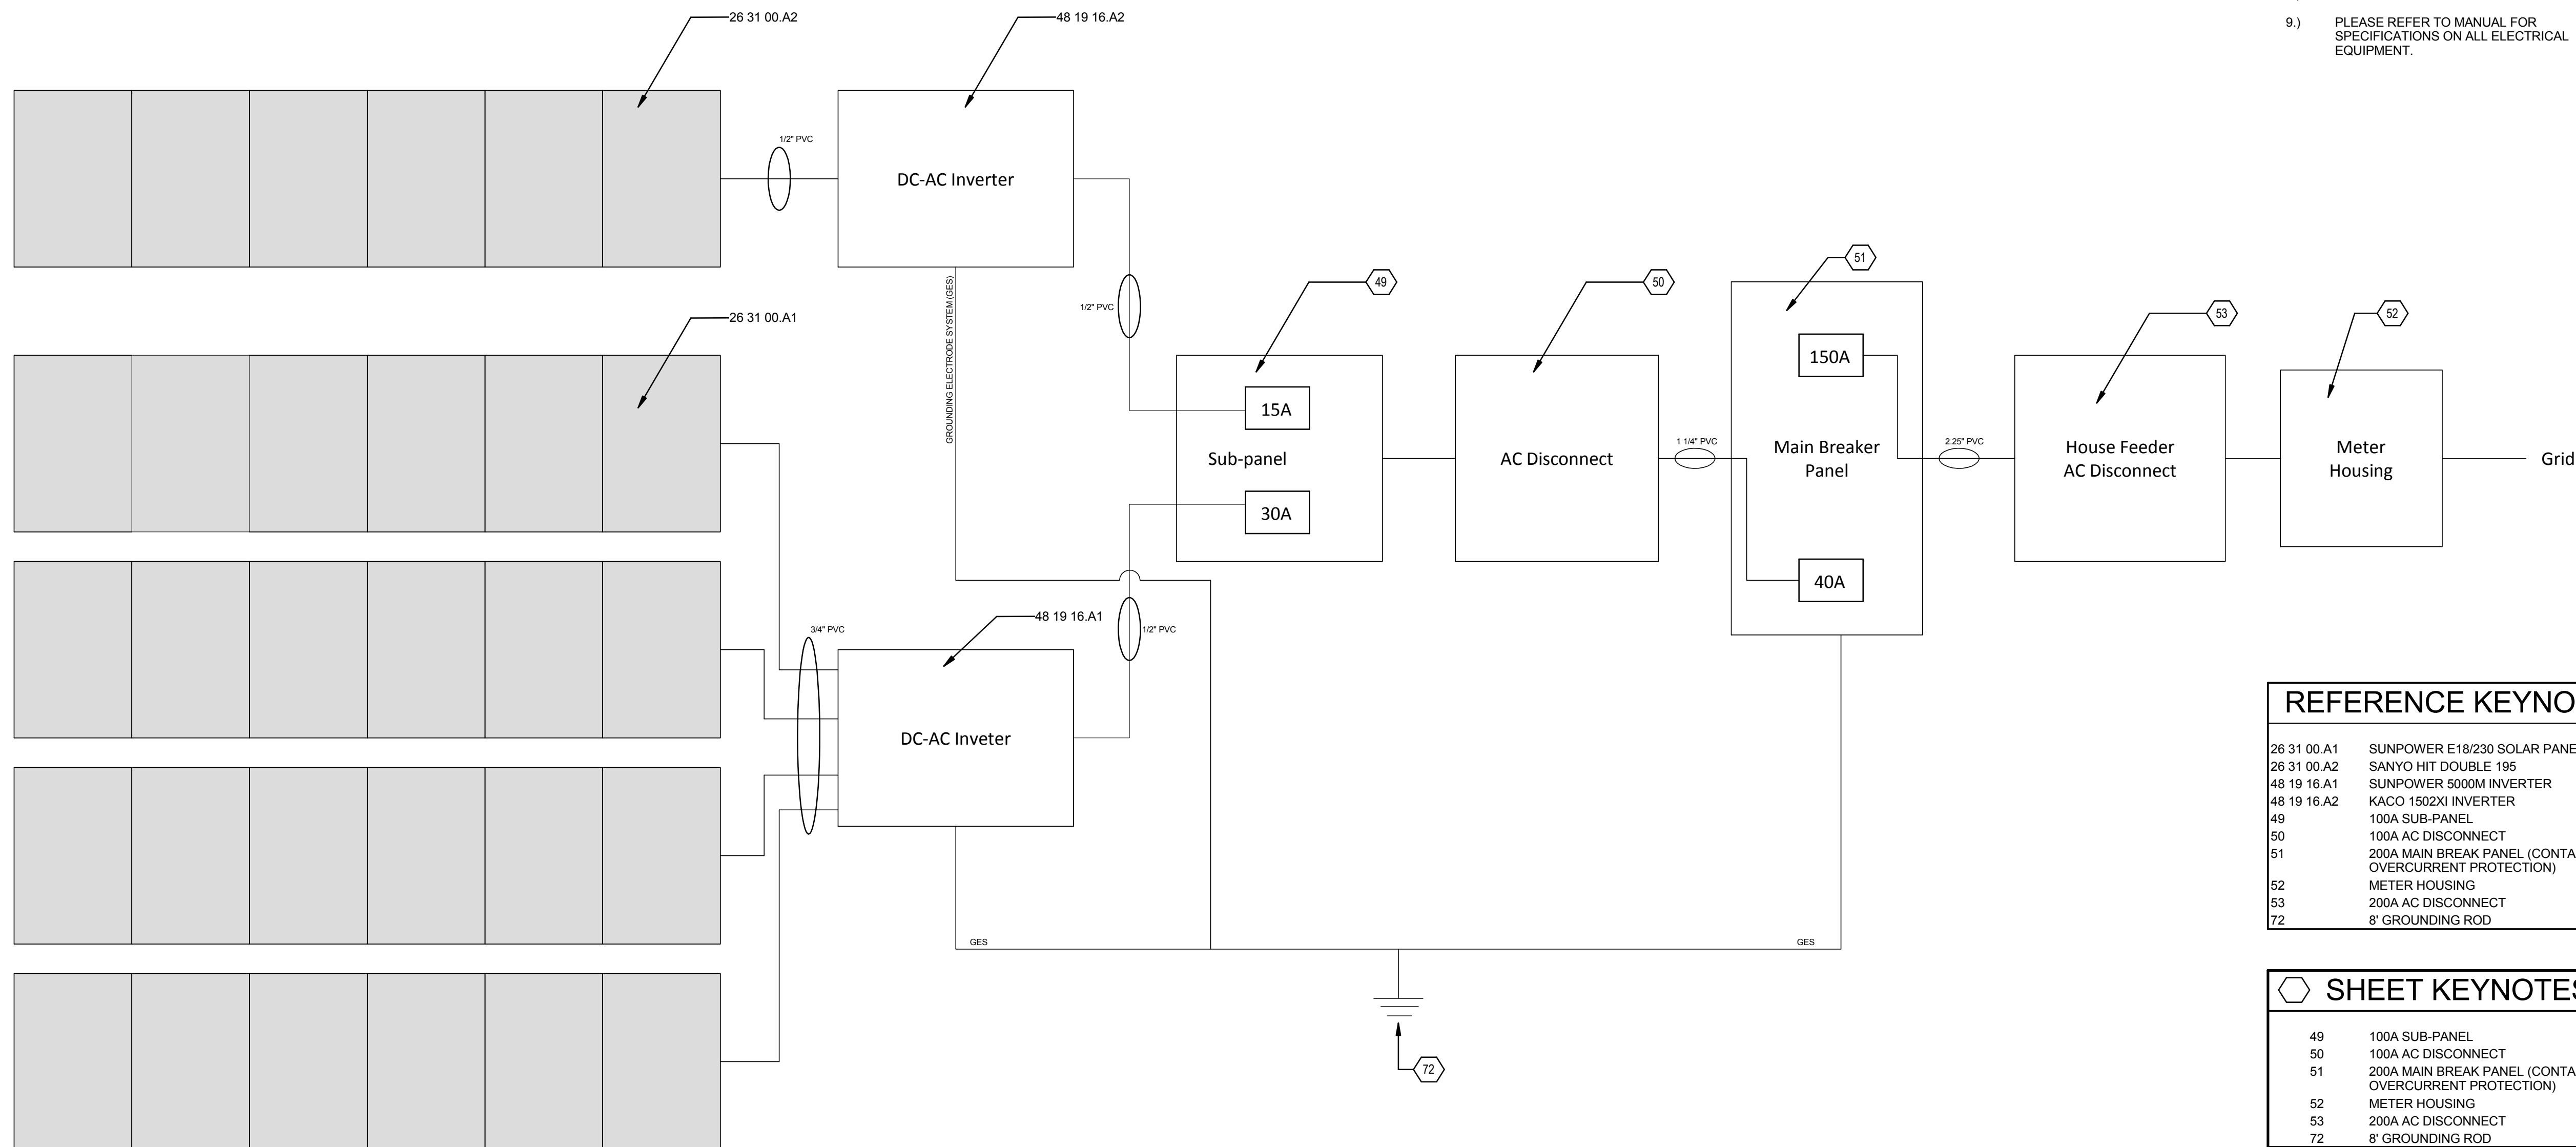 26 31 00.A2
48 19 16.A2
9.) PLEASE REFER TO MANUAL FOR
SPECIFICATIONS ON ALL ELECTRICAL
EQUIPMENT.
1/2" PVC
DC-AC Inverter
GROUNDING ELECTRODE SYSTEM (GES)
1/2" PVC
26 31 00.A1
49
50
51
53
52
15A
Sub-panel
30A
AC Disconnect
1 1/4" PVC
150A
Main Breaker
Panel
40A
2.25" PVC
House Feeder
AC Disconnect
Meter
Housing
Grid
48 19 16.A1
3/4" PVC
1/2" PVC
DC-AC Inveter
GES
GES
72
REFERENCE KEYNO
26 31 00.A1 SUNPOWER E18/230 SOLAR PANE
26 31 00.A2 SANYO HIT DOUBLE 195
48 19 16.A1 SUNPOWER 5000M INVERTER
48 19 16.A2 KACO 1502XI INVERTER
49 100A SUB-PANEL
50 100A AC DISCONNECT
51 200A MAIN BREAK PANEL (CONTA
OVERCURRENT PROTECTION)
52 METER HOUSING
53 200A AC DISCONNECT
72 8' GROUNDING ROD
SHEET KEYNOTES
49 100A SUB-PANEL
50 100A AC DISCONNECT
51 200A MAIN BREAK PANEL (CONTA
OVERCURRENT PROTECTION)
52 METER HOUSING
53 200A AC DISCONNECT
72 8' GROUNDING ROD